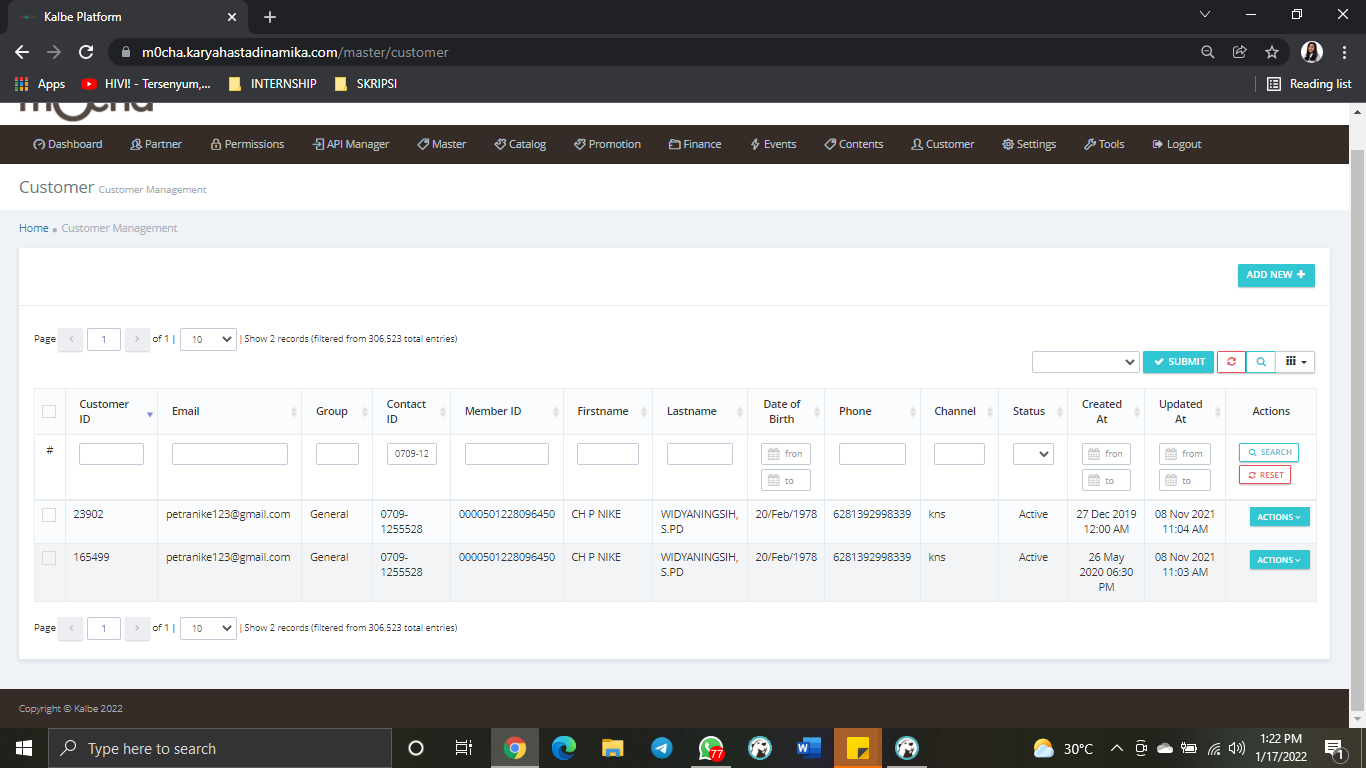 Kalbe Platform
m0cha.karyahastadinamika.com/master/customer
Apps HIVI! - Tersenyum,... INTERNSHIP SKRIPSI Reading list
Dashboard Partner Permissions API Manager Master Catalog Promotion Finance Events Contents Customer Settings Tools Logout
Customer Customer Management
Home Customer Management
ADD NEW +
Page < 1 > of 1 | 10 | Show 2 records (filtered from 306,523 total entries)
SUBMIT
Customer ID Email Group Contact ID Member ID Firstname Lastname Date of Birth Phone Channel Status Created At Updated At Actions
# 0709-12 from from from SEARCH
to to to RESET
23902 petranike123@gmail.com General 0709-1255528 0000501228096450 CH P NIKE WIDYANINGSIH, S.PD 20/Feb/1978 6281392998339 kns Active 27 Dec 2019 12:00 AM 08 Nov 2021 11:04 AM ACTIONS
165499 petranike123@gmail.com General 0709-1255528 0000501228096450 CH P NIKE WIDYANINGSIH, S.PD 20/Feb/1978 6281392998339 kns Active 26 May 2020 06:30 PM 08 Nov 2021 11:03 AM ACTIONS
Page < 1 > of 1 | 10 | Show 2 records (filtered from 306,523 total entries)
Copyright © Kalbe 2022
Type here to search 77 30°C 1:22 PM
1/17/2022 1